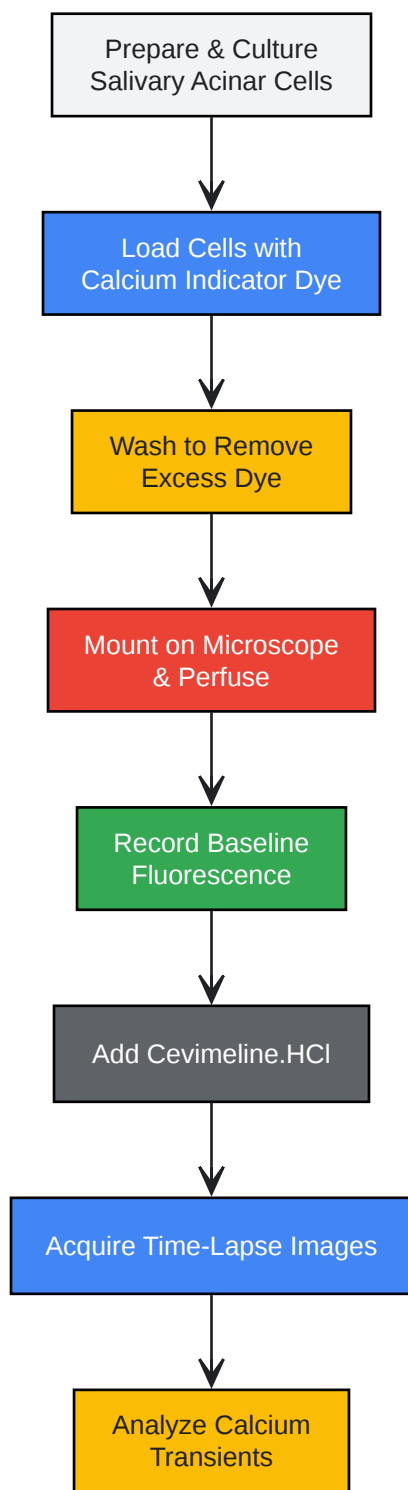 Prepare & Culture
Salivary Acinar Cells
Load Cells with
Calcium Indicator Dye
Wash to Remove
Excess Dye
Mount on Microscope
& Perfuse
Record Baseline
Fluorescence
Add Cevimeline.HCl
Acquire Time-Lapse Images
Analyze Calcium
Transients